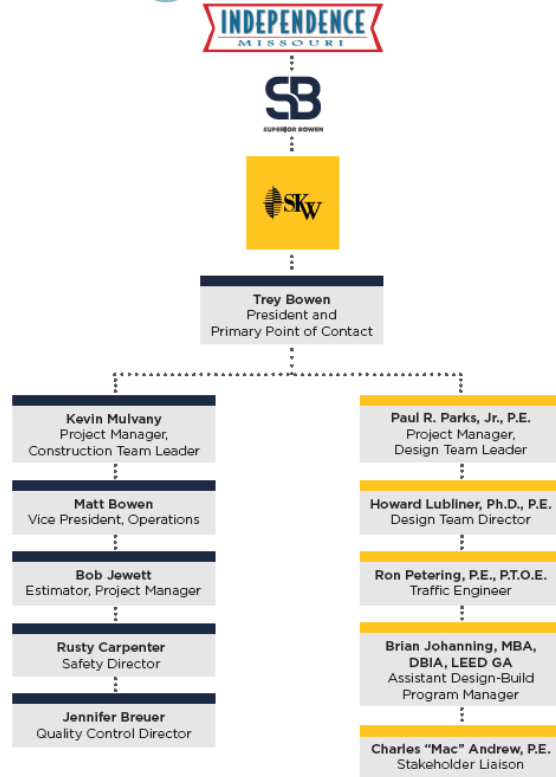 INDEPENDENCE
MISSOURI
SB
SUPERIOR BOWEN
SKW
Trey Bowen
President and
Primary Point of Contact
Kevin Mulvany
Project Manager,
Construction Team Leader
Matt Bowen
Vice President, Operations
Bob Jewett
Estimator, Project Manager
Rusty Carpenter
Safety Director
Jennifer Breuer
Quality Control Director
Paul R. Parks, Jr., P.E.
Project Manager,
Design Team Leader
Howard Lubliner, Ph.D., P.E.
Design Team Director
Ron Petering, P.E., P.T.O.E.
Traffic Engineer
Brian Johanning, MBA,
DBIA, LEED GA
Assistant Design-Build
Program Manager
Charles “Mac” Andrew, P.E.
Stakeholder Liaison